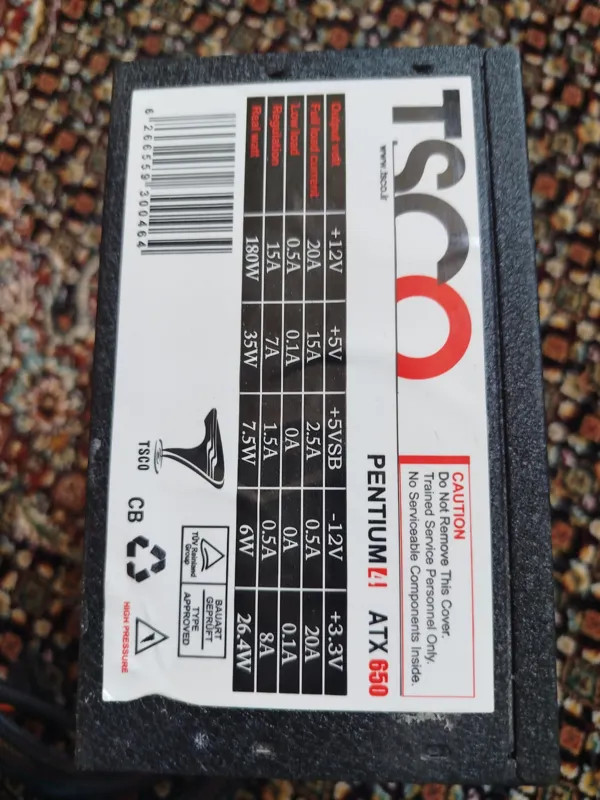 TSCO
www.tsco.ir
CAUTION
Do Not Remove This Cover.
Trained Service Personnel Only.
No Serviceable Components Inside.
PENTIUM 4 ATX 650
Output volt +12V +5V +5VSB -12V +3.3V
Full load current 20A 15A 2.5A 0.5A 20A
Low load 0.5A 0.1A 0A 0A 0.1A
Regulation 15A 7A 1.5A 0.5A 8A
Real watt 180W 35W 7.5W 6W 26.4W
6 266559 300464
TSCO
CB
TÜV Rheinland
Group
BAUART
GEPRÜFT
TYPE
APPROVED
HIGH PRESSURE